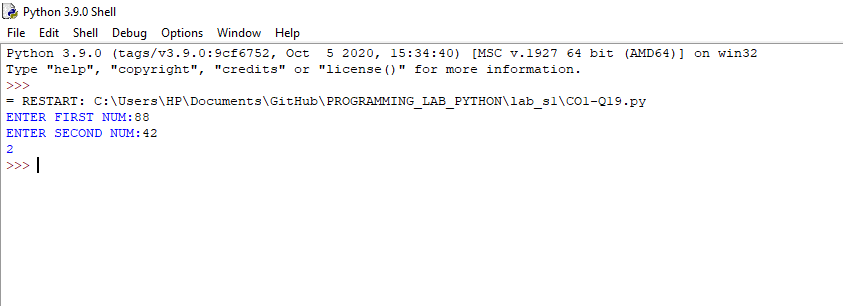 Python 3.9.0 Shell
File Edit Shell Debug Options Window Help
Python 3.9.0 (tags/v3.9.0:9cf6752, Oct  5 2020, 15:34:40) [MSC v.1927 64 bit (AMD64)] on win32
Type "help", "copyright", "credits" or "license()" for more information.
>>>
= RESTART: C:\Users\HP\Documents\GitHub\PROGRAMMING_LAB_PYTHON\lab_s1\CO1-Q19.py
ENTER FIRST NUM:88
ENTER SECOND NUM:42
2
>>>